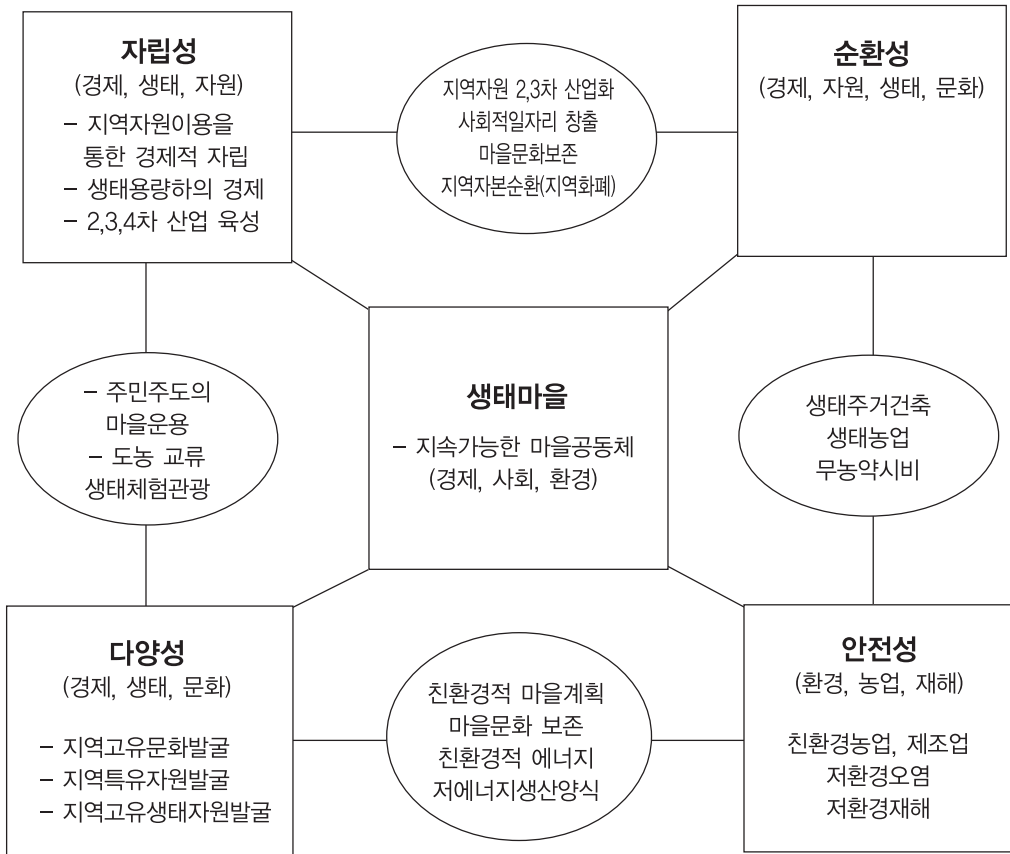 자립성
(경제, 생태, 자원)
– 지역자원이용을
통한 경제적 자립
– 생태용량하의 경제
– 2,3,4차 산업 육성
지역자원 2,3차 산업화
사회적일자리 창출
마을문화보존
지역자본순환(지역화폐)
순환성
(경제, 자원, 생태, 문화)
– 주민주도의
마을운용
– 도농 교류
생태체험관광
생태마을
– 지속가능한 마을공동체
(경제, 사회, 환경)
생태주거건축
생태농업
무농약시비
다양성
(경제, 생태, 문화)
– 지역고유문화발굴
– 지역특유자원발굴
– 지역고유생태자원발굴
친환경적 마을계획
마을문화 보존
친환경적 에너지
저에너지생산양식
안전성
(환경, 농업, 재해)
친환경농업, 제조업
저환경오염
저환경재해